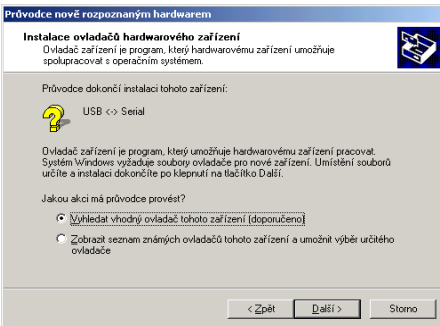 Průvodce nově rozpoznaným hardwarem
Instalace ovladačů hardwarového zařízení
Ovladač zařízení je program, který hardwarovému zařízení umožňuje
spolupracovat s operačním systémem.
Průvodce dokončí instalaci tohoto zařízení:
USB <-> Serial
Ovladač zařízení je program, který umožňuje hardwarovému zařízení pracovat.
Systém Windows vyžaduje soubory ovladače pro nové zařízení. Umístění souborů
určíte a instalaci dokončíte po klepnutí na tlačítko Další.
Jakou akci má průvodce provést?
Vyhledat vhodný ovladač tohoto zařízení (doporučeno)
Zobrazit seznam známých ovladačů tohoto zařízení a umožnit výběr určitého
ovladače
< Zpět
Další >
Storno